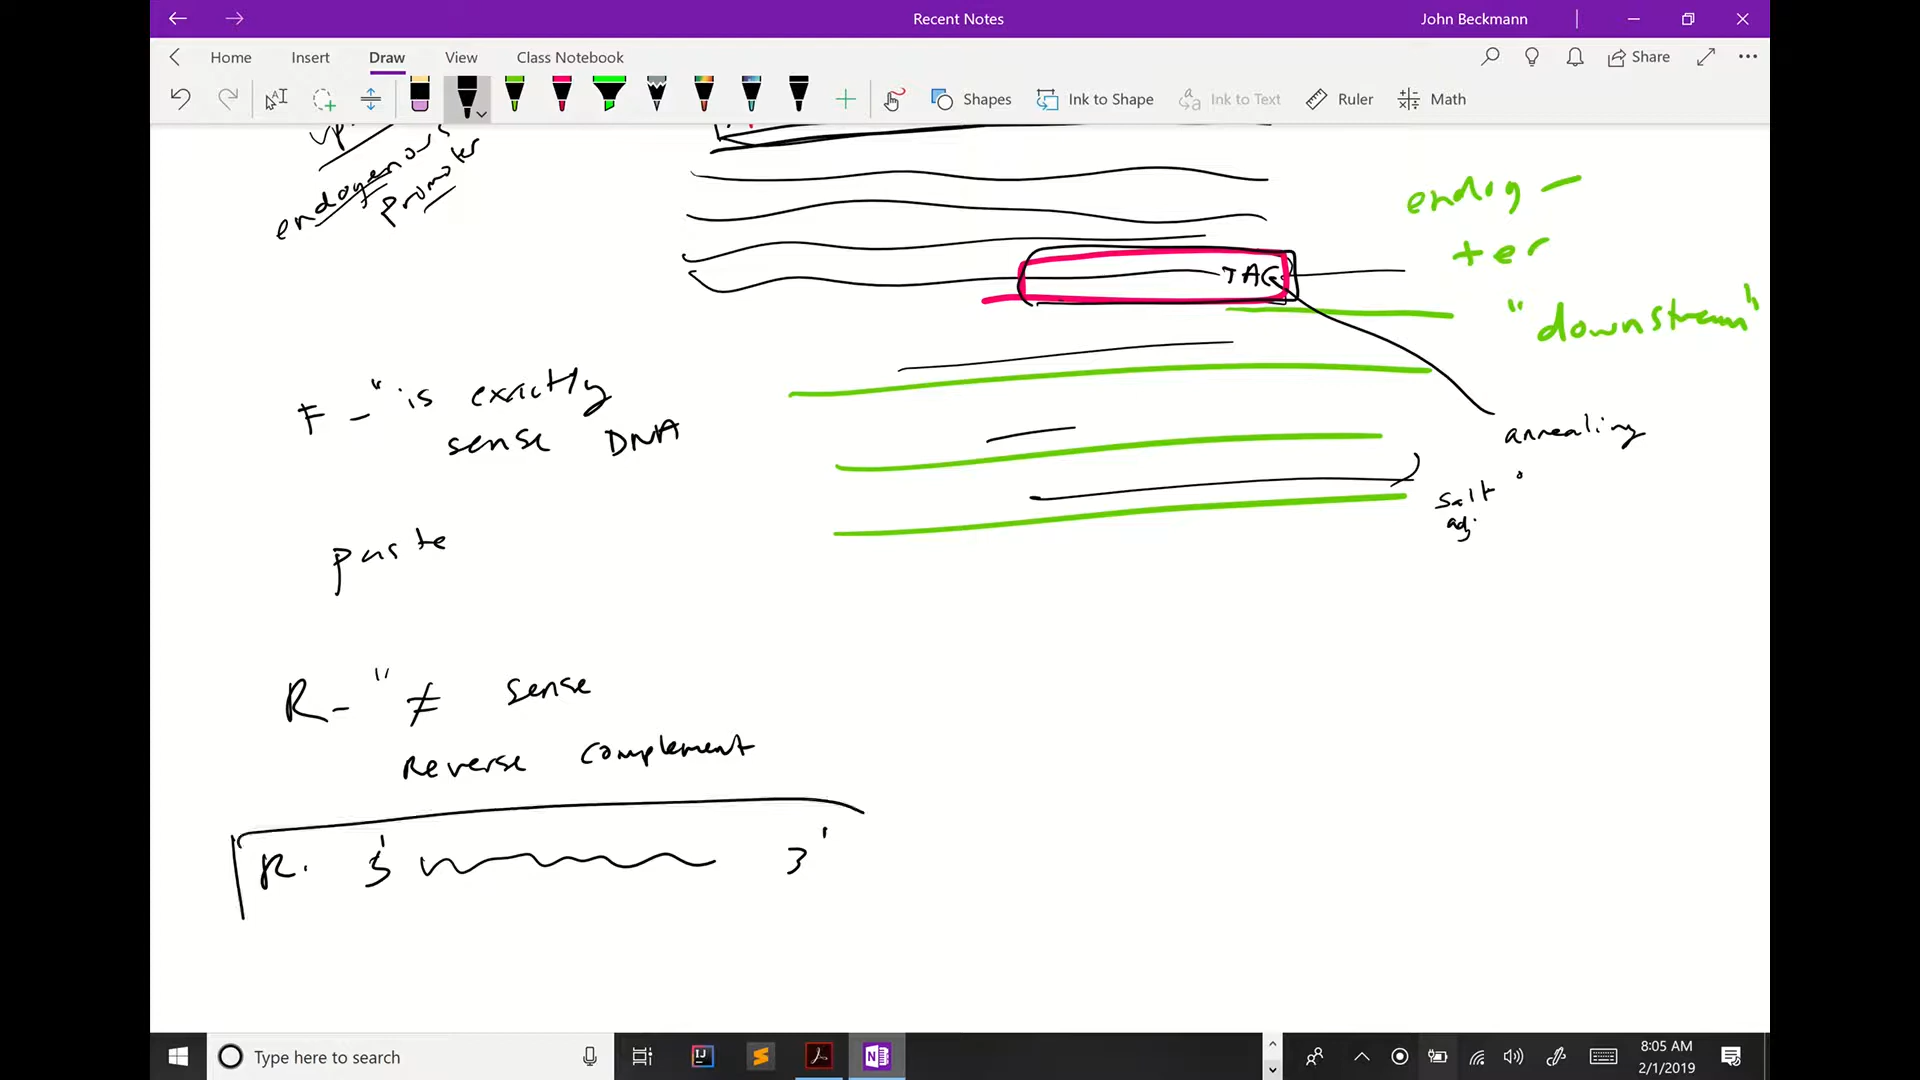 Recent Notes
John Beckmann
Home Insert Draw View Class Notebook
Share
Shapes
Ink to Shape
Ink to Text
Ruler
Math
endogenous
promoter
endog -
ter
"downstream"
TAG
F - " is exactly
sense DNA
annealing
salt
adj.
paste
R - " ≠ sense
Reverse complement
R. 5' 3'
Type here to search
8:05 AM
2/1/2019